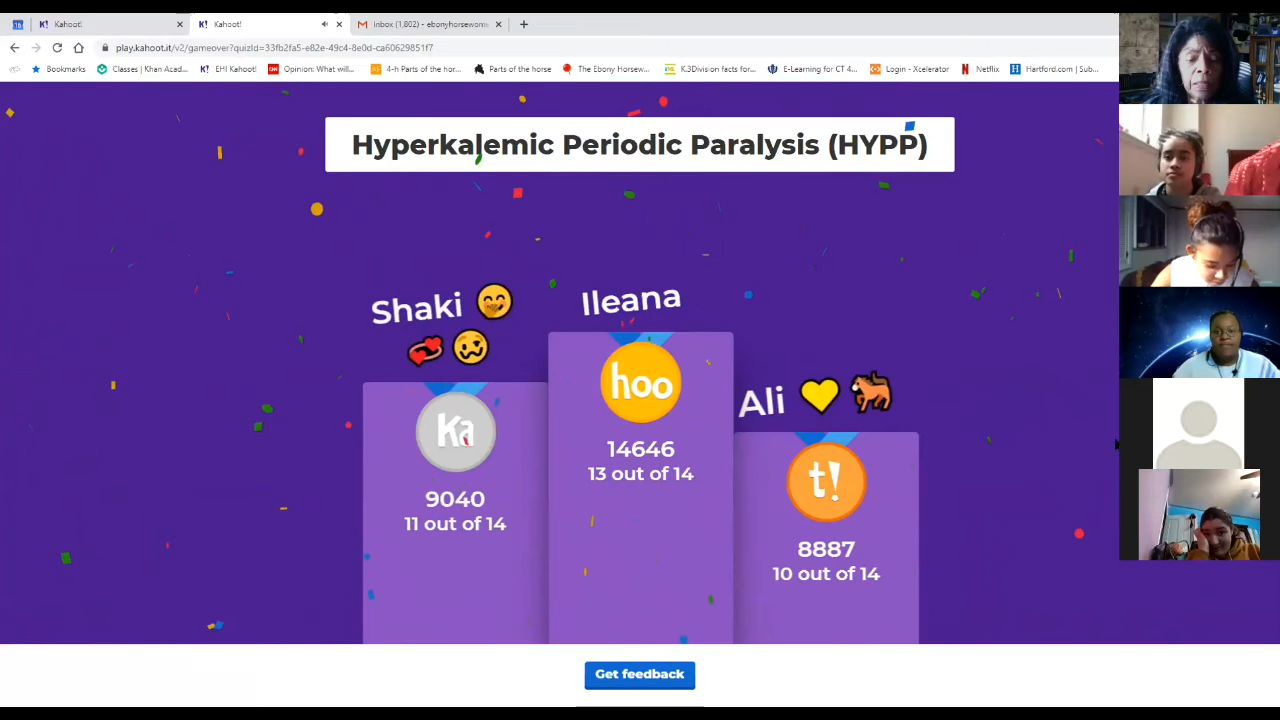 Kahoot!
Kahoot!
Inbox (1,802) - ebonyhorsewom
play.kahoot.it/v2/gameover?quizId=33fb2fa5-e82e-49c4-8e0d-ca60629851f7
Bookmarks
Classes | Khan Acad...
EHI Kahoot!
Opinion: What will...
4-h Parts of the hor...
Parts of the horse
The Ebony Horsew...
K.3Division facts for...
E-Learning for CT 4...
Login - Xcelerator
Netflix
Hartford.com | Sub...
Hyperkalemic Periodic Paralysis (HYPP)
Shaki 🤭
💞 🥴
Ileana
Ali 💛 🐎
Ka
9040
11 out of 14
hoo
14646
13 out of 14
t!
8887
10 out of 14
Get feedback